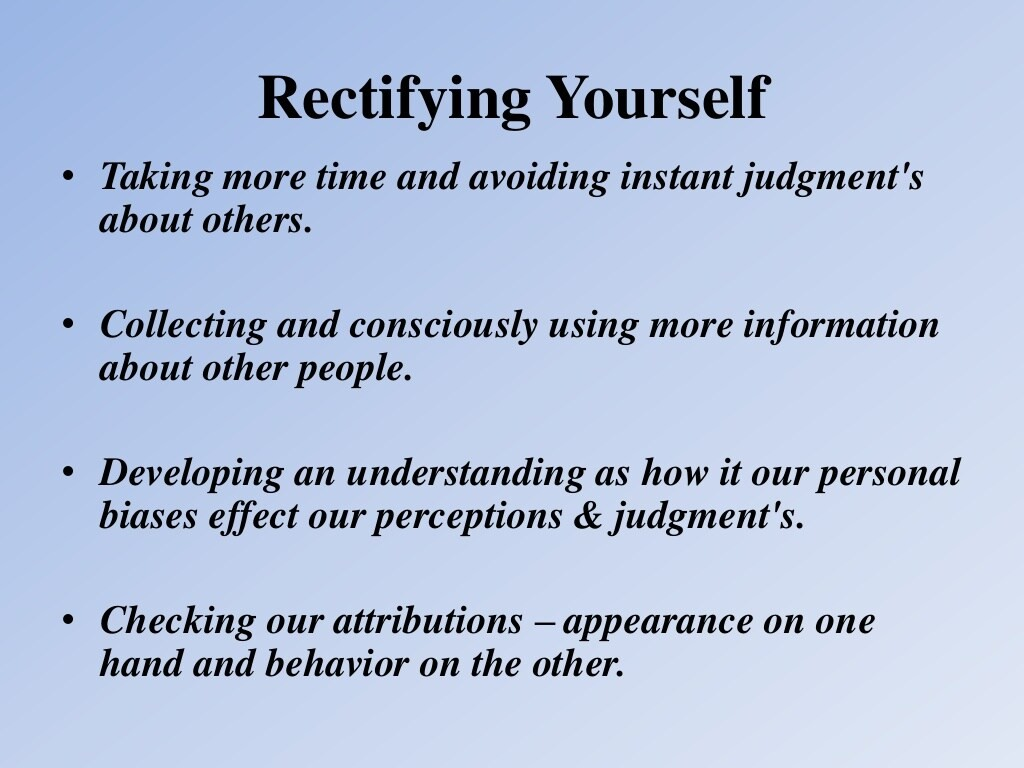 Rectifying Yourself
• Taking more time and avoiding instant judgment's
about others.
• Collecting and consciously using more information
about other people.
• Developing an understanding as how it our personal
biases effect our perceptions & judgment's.
• Checking our attributions – appearance on one
hand and behavior on the other.